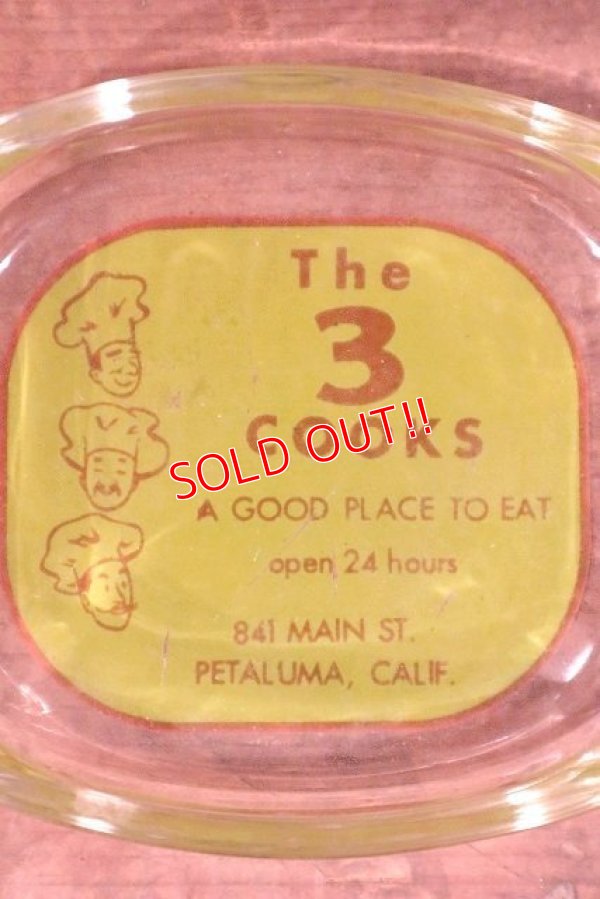 The
3
COOKS
SOLD OUT!!
A GOOD PLACE TO EAT
open 24 hours
841 MAIN ST.
PETALUMA, CALIF.